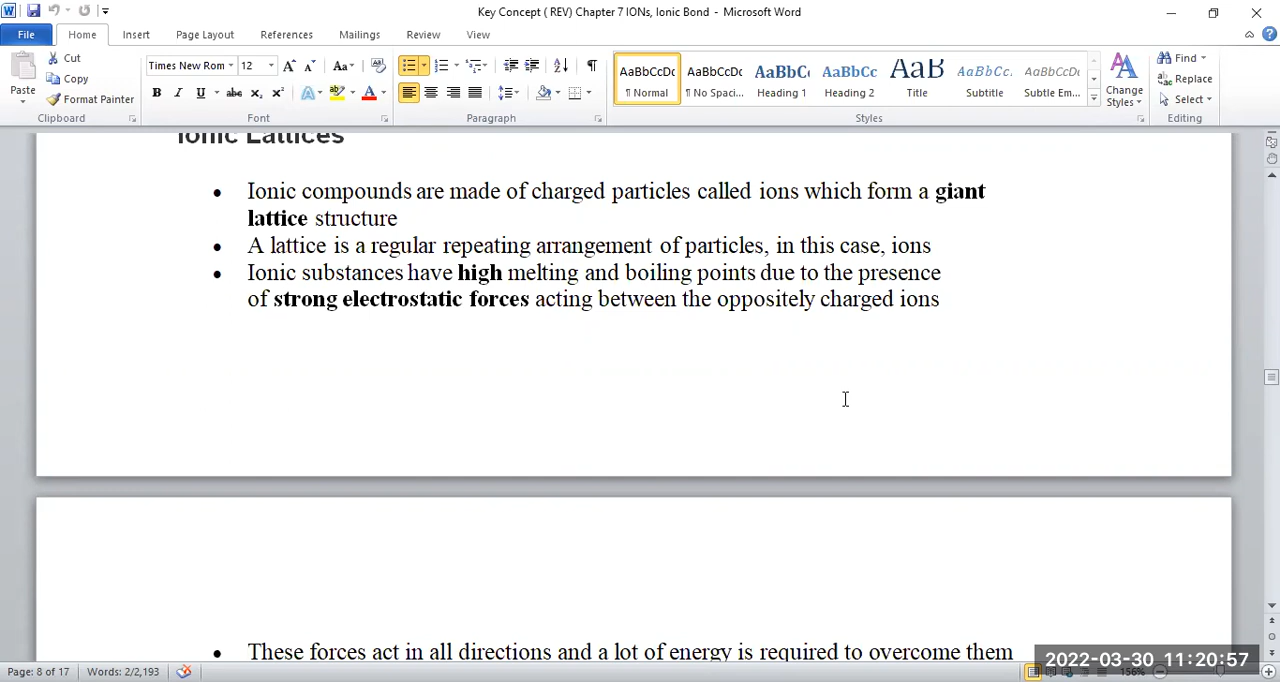 Key Concept ( REV) Chapter 7 IONs, Ionic Bond - Microsoft Word
File Home Insert Page Layout References Mailings Review View
Paste
Cut
Copy
Format Painter
Clipboard
Times New Rom 12
Font
Paragraph
AaBbCcDc AaBbCcDc AaBbCc AaBbCc AaB AaBbCc. AaBbCcDc
¶ Normal ¶ No Spaci... Heading 1 Heading 2 Title Subtitle Subtle Em...
Change
Styles
Styles
Find
Replace
Select
Editing
Ionic Lattices
• Ionic compounds are made of charged particles called ions which form a giant
lattice structure
• A lattice is a regular repeating arrangement of particles, in this case, ions
• Ionic substances have high melting and boiling points due to the presence
of strong electrostatic forces acting between the oppositely charged ions
• These forces act in all directions and a lot of energy is required to overcome them
Page: 8 of 17 Words: 2/2,193
156%
2022-03-30 11:20:57